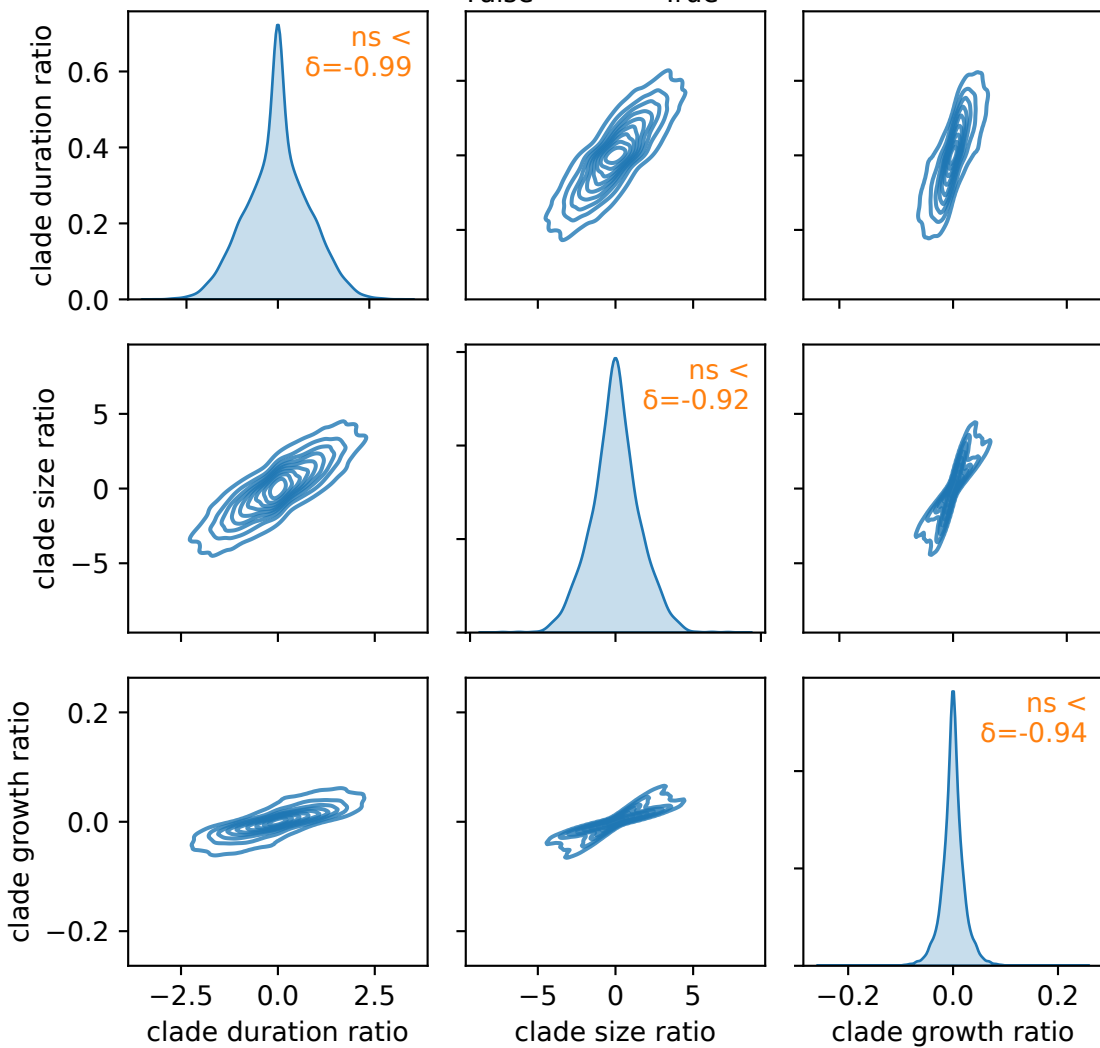 clade duration ratio
0.6
0.4
0.2
0.0
ns <
δ=-0.99
clade size ratio
5
0
−5
ns <
δ=-0.92
clade growth ratio
0.2
0.0
−0.2
ns <
δ=-0.94
−2.5 0.0 2.5
−5 0 5
−0.2 0.0 0.2
clade duration ratio
clade size ratio
clade growth ratio